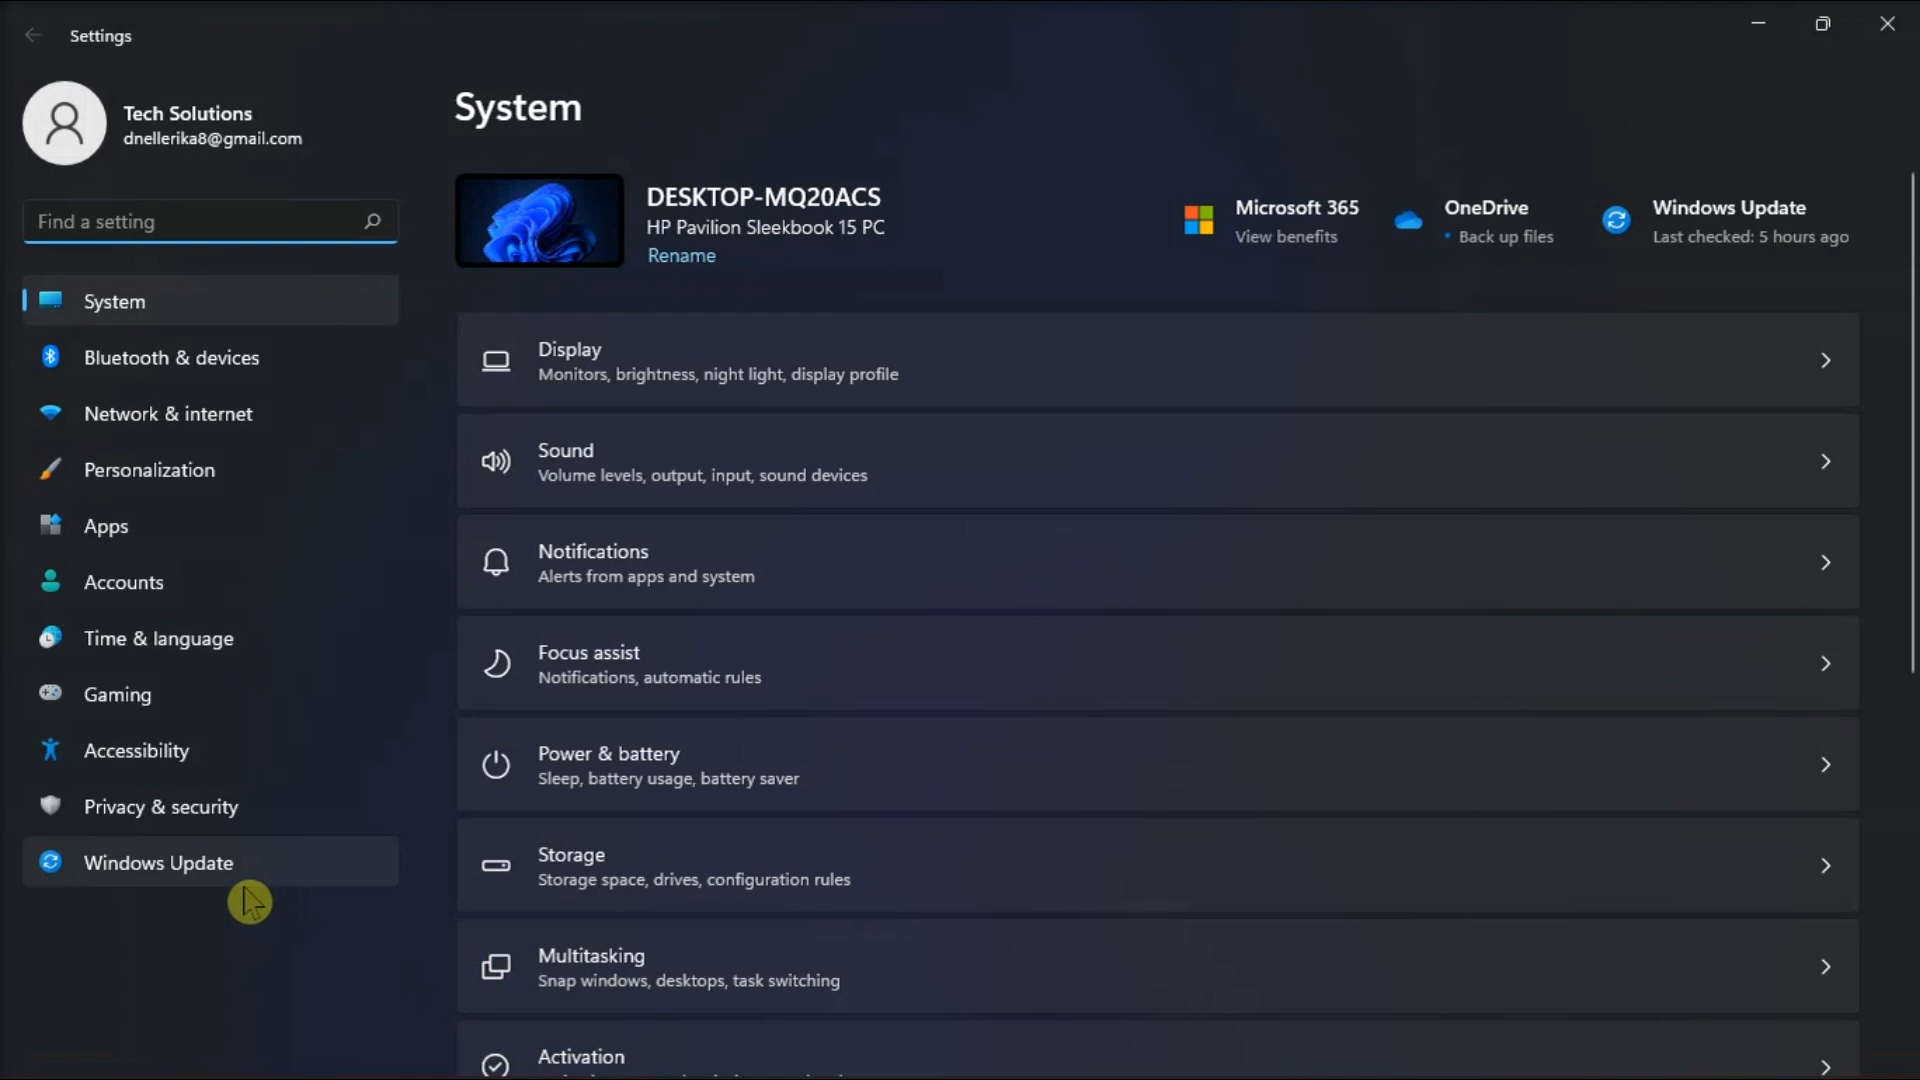 Settings
Tech Solutions
dnellerika8@gmail.com
Find a setting
System
Bluetooth & devices
Network & internet
Personalization
Apps
Accounts
Time & language
Gaming
Accessibility
Privacy & security
Windows Update
System
DESKTOP-MQ20ACS
HP Pavilion Sleekbook 15 PC
Rename
Microsoft 365
View benefits
OneDrive
• Back up files
Windows Update
Last checked: 5 hours ago
Display
Monitors, brightness, night light, display profile
Sound
Volume levels, output, input, sound devices
Notifications
Alerts from apps and system
Focus assist
Notifications, automatic rules
Power & battery
Sleep, battery usage, battery saver
Storage
Storage space, drives, configuration rules
Multitasking
Snap windows, desktops, task switching
Activation